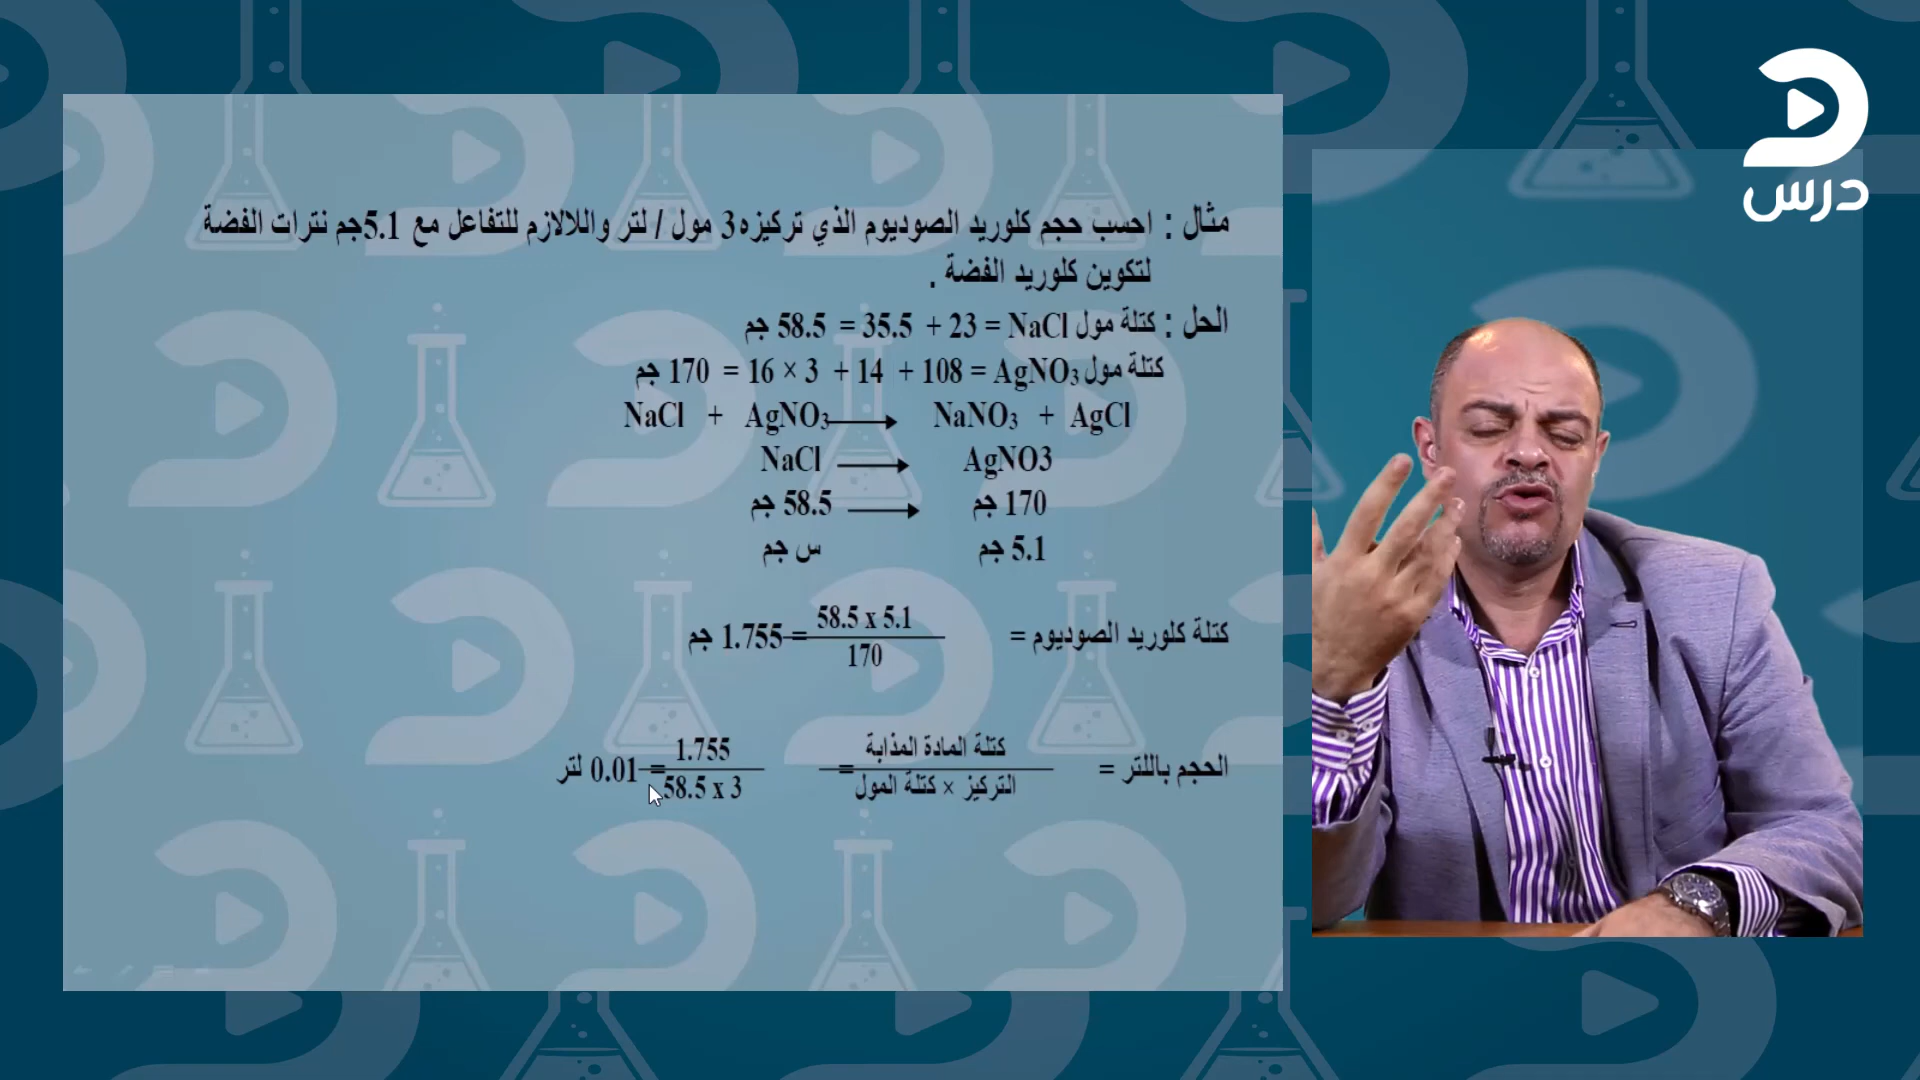 درس
مثال : احسب حجم كلوريد الصوديوم الذي تركيزه 3 مول / لتر واللالازم للتفاعل مع 5.1جم نترات الفضة
لتكوين كلوريد الفضة .
الحل : كتلة مول NaCl = 23 + 35.5 = 58.5 جم
كتلة مول AgNO3 = 108 + 14 + 3 × 16 = 170 جم
NaCl + AgNO3 ⟶ NaNO3 + AgCl
NaCl ⟶ AgNO3
58.5 جم ⟶ 170 جم
س جم 5.1 جم
كتلة كلوريد الصوديوم = 58.5 x 5.1 / 170 = 1.755 جم
الحجم باللتر = كتلة المادة المذابة / التركيز × كتلة المول = 1.755 / 58.5 x 3 = 0.01 لتر